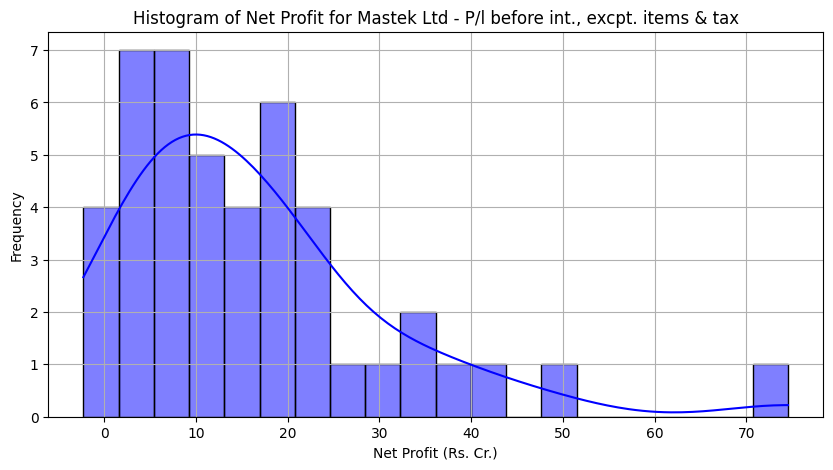 Histogram of Net Profit for Mastek Ltd - P/l before int., excpt. items & tax
7
6
5
4
3
2
1
0
Frequency
0 10 20 30 40 50 60 70
Net Profit (Rs. Cr.)